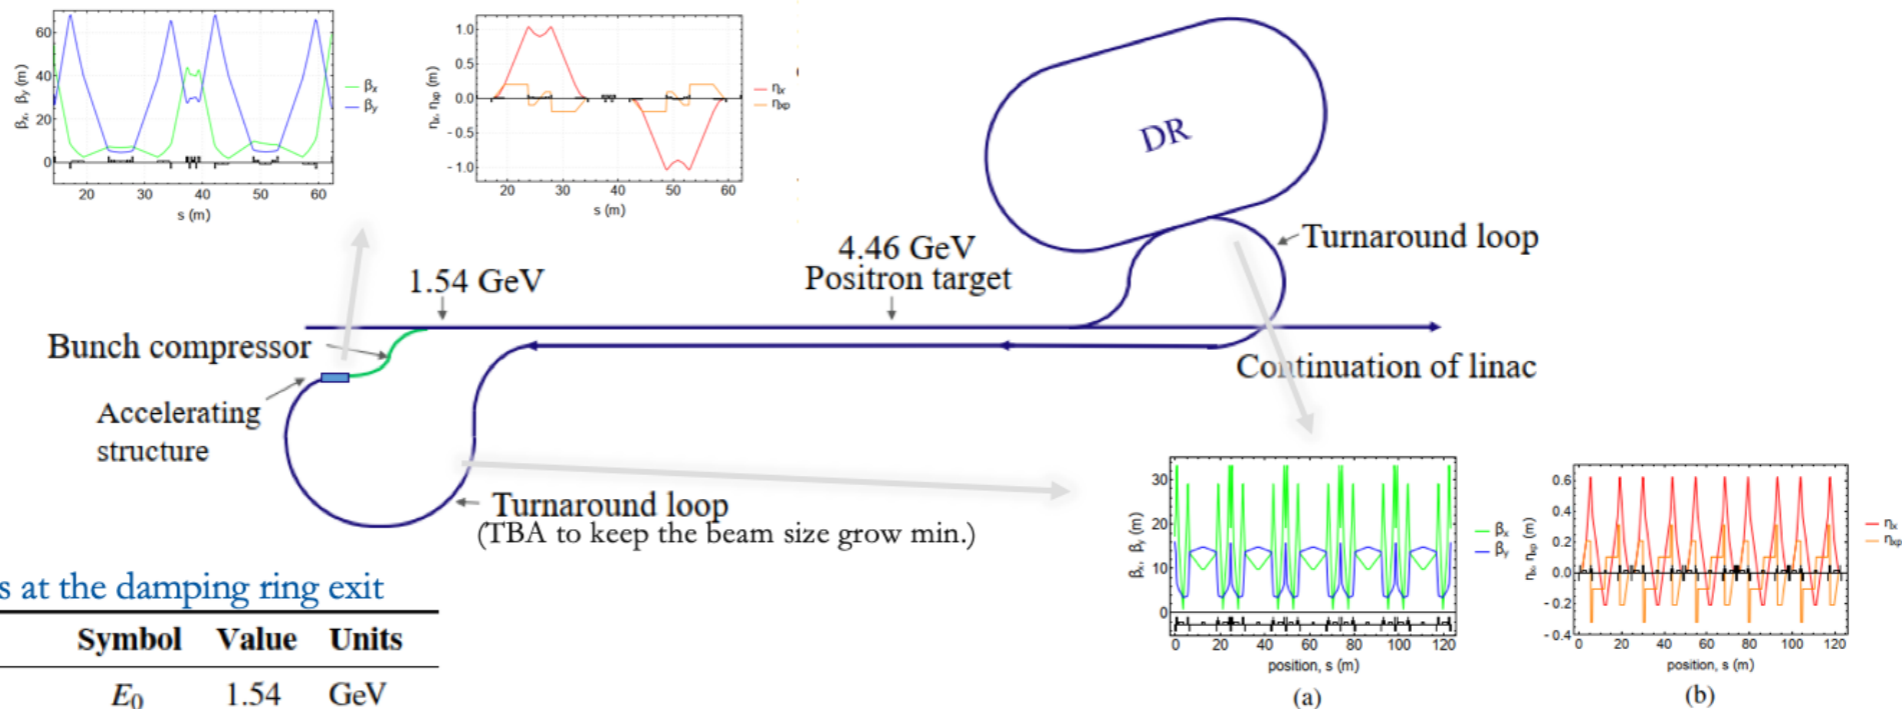 60
40
20
0
20 30 40 50 60
βx, βy (m)
s (m)
βx
βy
1.0
0.5
0.0
-0.5
-1.0
20 30 40 50 60
ηx, ηxp (m)
s (m)
ηx
ηxp
DR
Turnaround loop
4.46 GeV
Positron target
1.54 GeV
Bunch compressor
Continuation of linac
Accelerating
structure
Turnaround loop
(TBA to keep the beam size grow min.)
30
20
10
0
0 20 40 60 80 100 120
βx, βy (m)
position, s (m)
βx
βy
(a)
0.6
0.4
0.2
0.0
-0.2
-0.4
0 20 40 60 80 100 120
ηx, ηxp (m)
position, s (m)
ηx
ηxp
(b)
s at the damping ring exit
Symbol Value Units
E0 1.54 GeV